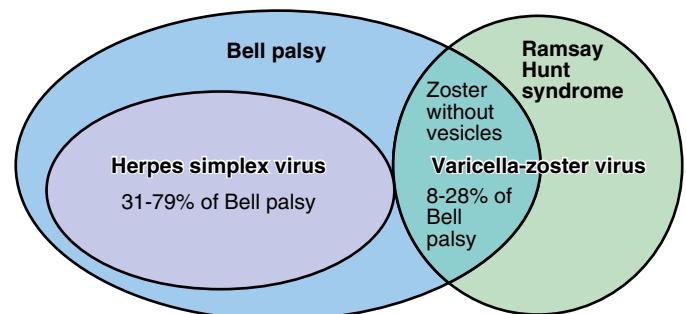 Bell palsy
Ramsay
Hunt
syndrome
Zoster
without
vesicles
Herpes simplex virus
Varicella-zoster virus
31-79% of Bell palsy
8-28% of
Bell
palsy